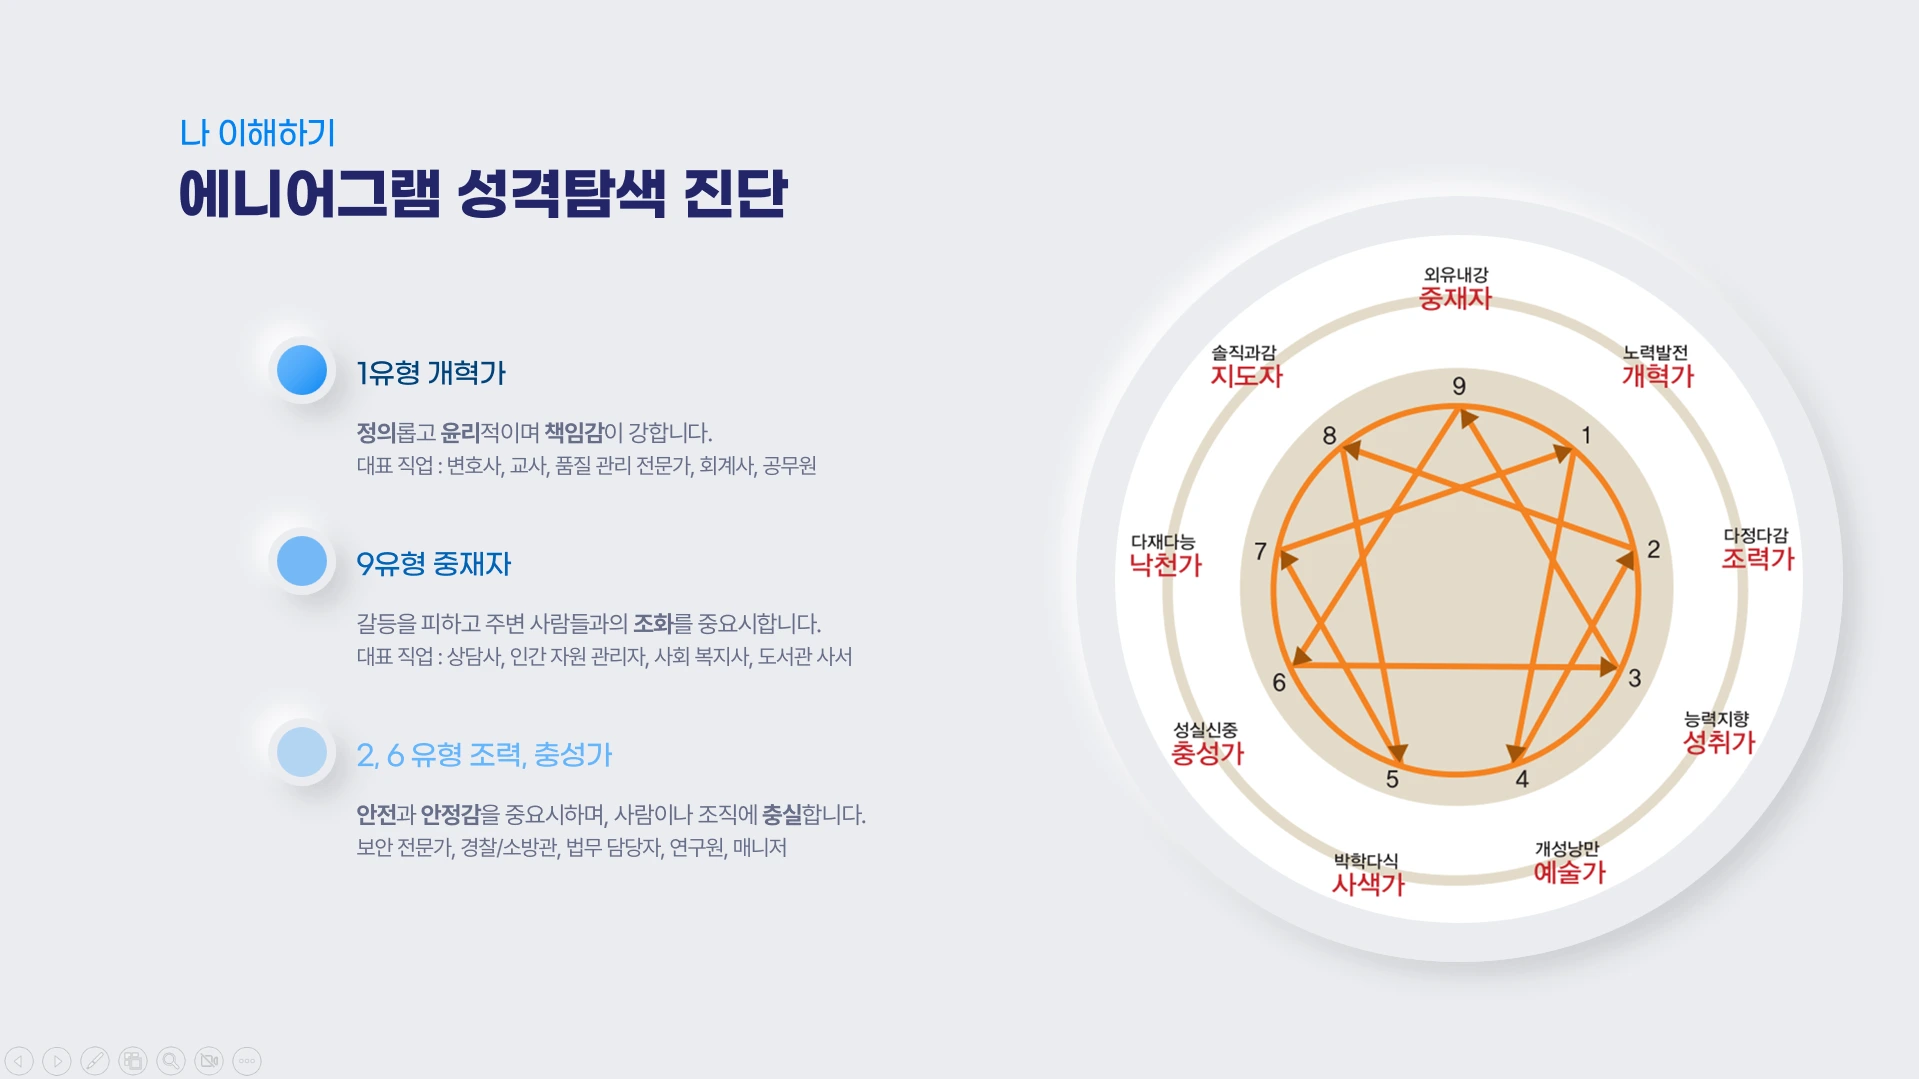 나 이해하기
에니어그램 성격탐색 진단
1유형 개혁가
정의롭고 윤리적이며 책임감이 강합니다.
대표 직업 : 변호사, 교사, 품질 관리 전문가, 회계사, 공무원
9유형 중재자
갈등을 피하고 주변 사람들과의 조화를 중요시합니다.
대표 직업 : 상담사, 인간 자원 관리자, 사회 복지사, 도서관 사서
2, 6 유형 조력, 충성가
안전과 안정감을 중요시하며, 사람이나 조직에 충실합니다.
보안 전문가, 경찰/소방관, 법무 담당자, 연구원, 매니저
외유내강
중재자
솔직과감
지도자
노력발전
개혁가
9
8
1
다재다능
낙천가
7
2
다정다감
조력가
6
3
성실신중
충성가
능력지향
성취가
5
4
박학다식
사색가
개성낭만
예술가